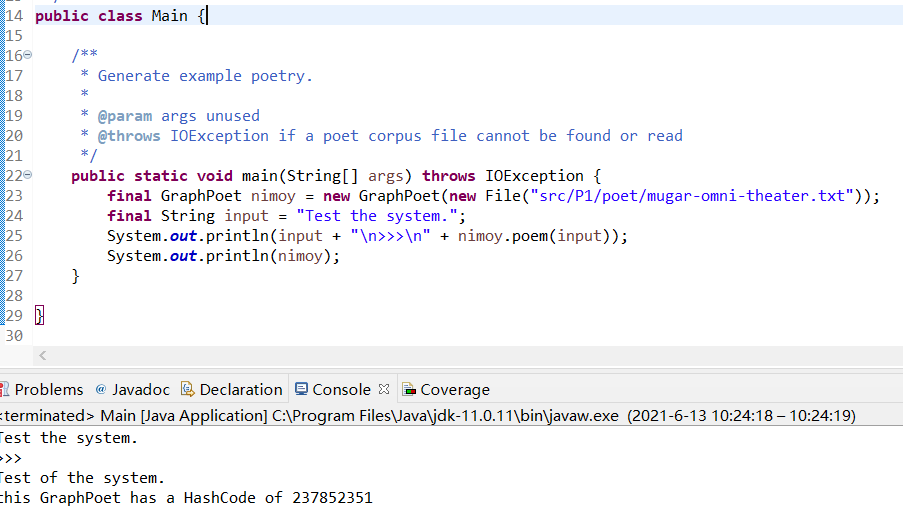 14 public class Main {
15
16 /**
17 * Generate example poetry.
18 *
19 * @param args unused
20 * @throws IOException if a poet corpus file cannot be found or read
21 */
22 public static void main(String[] args) throws IOException {
23 final GraphPoet nimoy = new GraphPoet(new File("src/P1/poet/mugar-omni-theater.txt"));
24 final String input = "Test the system.";
25 System.out.println(input + "\n>>>\n" + nimoy.poem(input));
26 System.out.println(nimoy);
27 }
28
29 }
30
Problems @ Javadoc Declaration Console Coverage
<terminated> Main [Java Application] C:\Program Files\Java\jdk-11.0.11\bin\javaw.exe (2021-6-13 10:24:18 – 10:24:19)
Test the system.
>>>
Test of the system.
this GraphPoet has a HashCode of 237852351